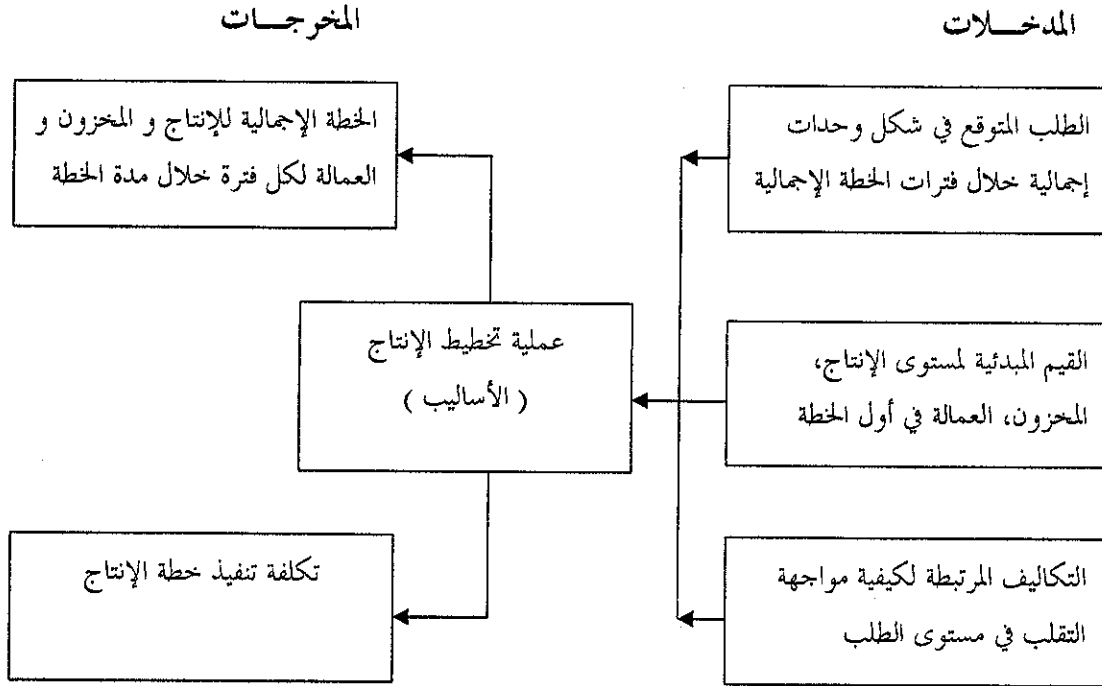 المدخـــلات
المخرجـــات
الطلب المتوقع في شكل وحدات
إجمالية خلال فترات الخطة الإجمالية
القيم المبدئية لمستوى الإنتاج،
المخزون، العمالة في أول الخطة
التكاليف المرتبطة لكيفية مواجهة
التقلب في مستوى الطلب
عملية تخطيط الإنتاج
( الأساليب )
الخطة الإجمالية للإنتاج و المخزون و
العمالة لكل فترة خلال مدة الخطة
تكلفة تنفيذ خطة الإنتاج